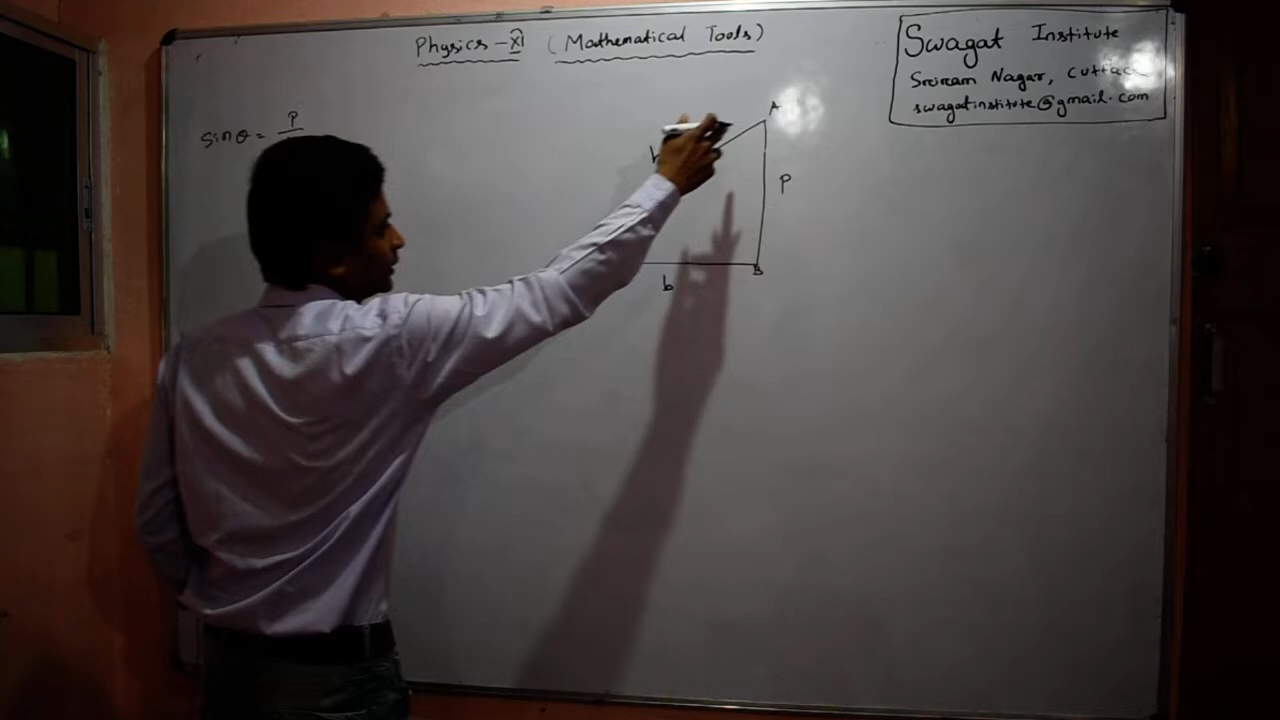 Physics - XI (Mathematical Tools)
Swagat Institute
Sriram Nagar, Cuttack
swagatinstitute@gmail.com
sin θ = P
A
h
P
B
b